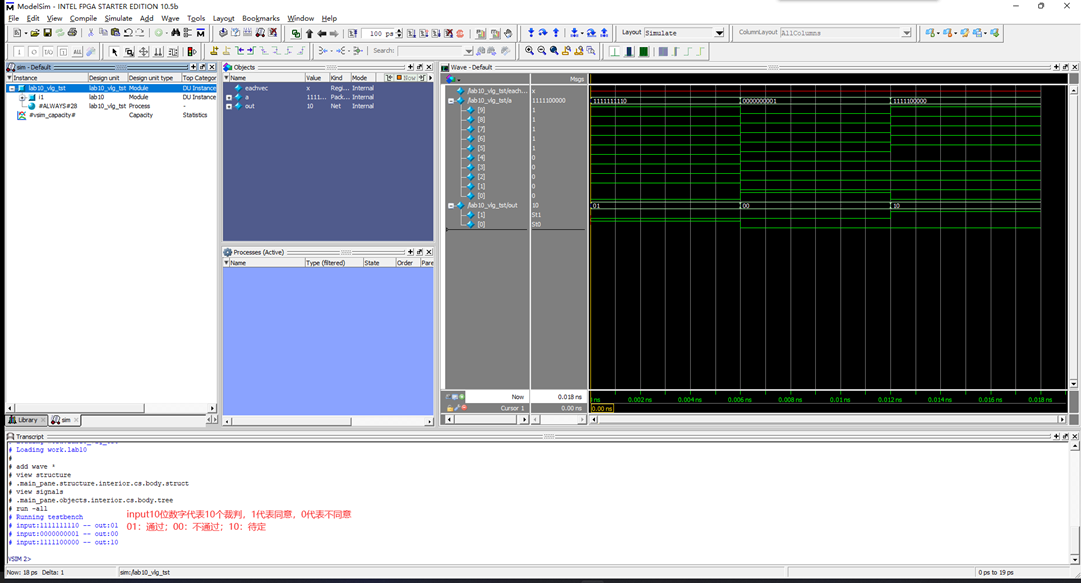 ModelSim - INTEL FPGA STARTER EDITION 10.5b
File Edit View Compile Simulate Add Wave Tools Layout Bookmarks Window Help
100 ps
Layout Simulate
ColumnLayout AllColumns
Search:
sim - Default
Instance Design unit Design unit type Top Category
lab10_vlg_tst lab10_vlg_tst Module DU Instance
i1 lab10 Module DU Instance
#ALWAYS#28 lab10_vlg_tst Process -
#vsim_capacity# Capacity Statistics
Library sim
Objects
Name Value Kind Mode Now
eachvec x Regi... Internal
a 1111... Pack... Internal
out 10 Net Internal
Processes (Active)
Name Type (filtered) State Order Pare
Wave - Default
Msgs
/lab10_vlg_tst/each... x
/lab10_vlg_tst/a 1111100000 1111111110 0000000001 1111100000
[9] 1
[8] 1
[7] 1
[6] 1
[5] 1
[4] 0
[3] 0
[2] 0
[1] 0
[0] 0
/lab10_vlg_tst/out 10 01 00 10
[1] St1
[0] St0
Now 0.018 ns ns 0.002 ns 0.004 ns 0.006 ns 0.008 ns 0.01 ns 0.012 ns 0.014 ns 0.016 ns 0.018 ns
Cursor 1 0.00 ns 0.00 ns
Transcript
# Loading work.lab10
#
# add wave *
# view structure
# .main_pane.structure.interior.cs.body.struct
# view signals
# .main_pane.objects.interior.cs.body.tree
# run -all
# Running testbench
# input:1111111110 -- out:01
# input:0000000001 -- out:00
# input:1111100000 -- out:10
input10位数字代表10个裁判，1代表同意，0代表不同意
01：通过；00：不通过；10：待定
VSIM 2>
Now: 18 ps Delta: 1 sim:/lab10_vlg_tst 0 ps to 19 ps